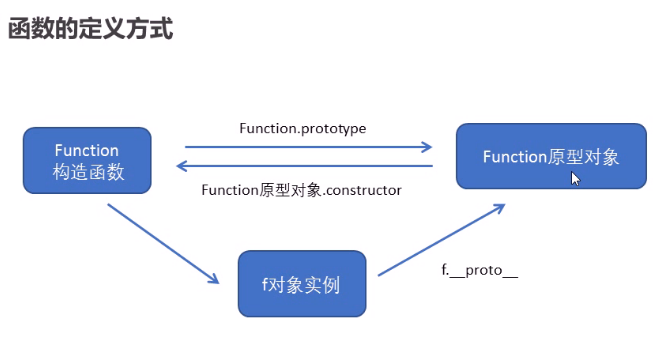 函数的定义方式
Function.prototype
Function
构造函数
Function原型对象
Function原型对象.constructor
f对象实例
f.__proto__